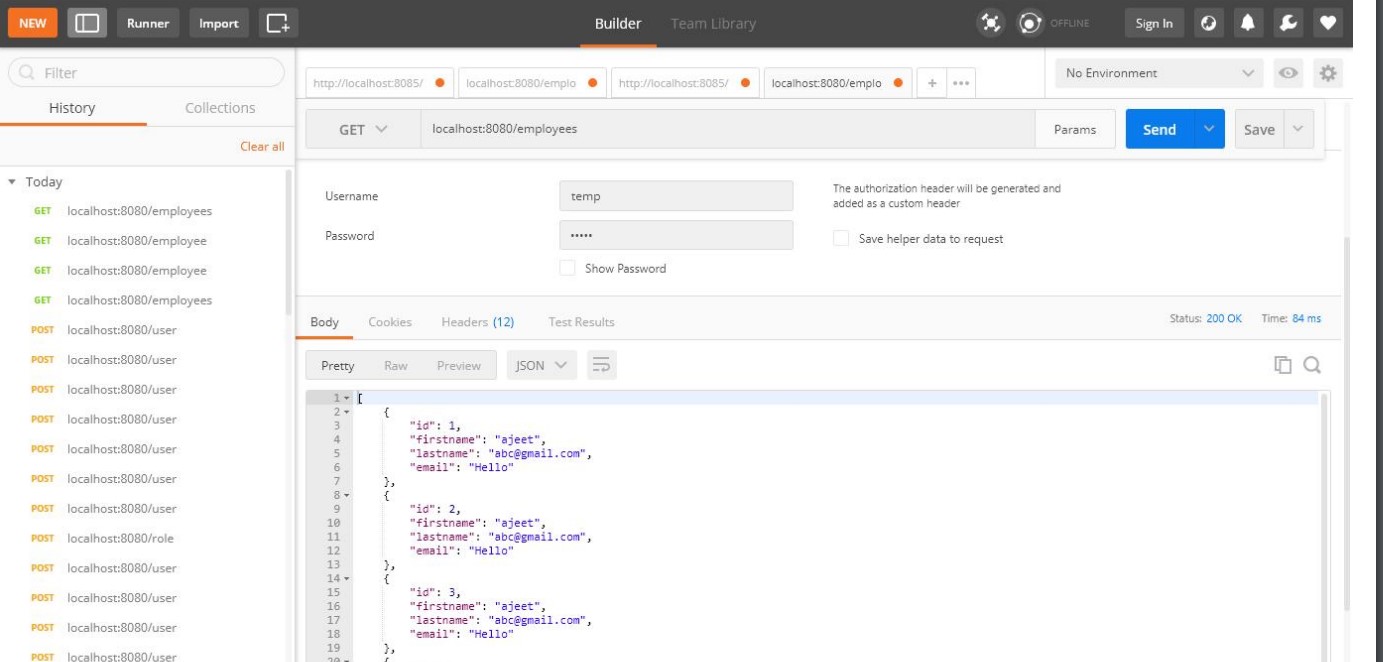 NEW Runner Import Builder Team Library OFFLINE Sign In
Filter
History Collections
Clear all
Today
GET localhost:8080/employees
GET localhost:8080/employee
GET localhost:8080/employee
GET localhost:8080/employees
POST localhost:8080/user
POST localhost:8080/user
POST localhost:8080/user
POST localhost:8080/user
POST localhost:8080/user
POST localhost:8080/user
POST localhost:8080/user
POST localhost:8080/role
POST localhost:8080/user
POST localhost:8080/user
POST localhost:8080/user
POST localhost:8080/user
http://localhost:8085/ localhost:8080/emplo http://localhost:8085/ localhost:8080/emplo + ••• No Environment
GET localhost:8080/employees Params Send Save
Username temp
The authorization header will be generated and
added as a custom header
Password •••••
Save helper data to request
Show Password
Body Cookies Headers (12) Test Results Status: 200 OK Time: 84 ms
Pretty Raw Preview JSON
1 [
2 {
3 "id": 1,
4 "firstname": "ajeet",
5 "lastname": "abc@gmail.com",
6 "email": "Hello"
7 },
8 {
9 "id": 2,
10 "firstname": "ajeet",
11 "lastname": "abc@gmail.com",
12 "email": "Hello"
13 },
14 {
15 "id": 3,
16 "firstname": "ajeet",
17 "lastname": "abc@gmail.com",
18 "email": "Hello"
19 },
20 {